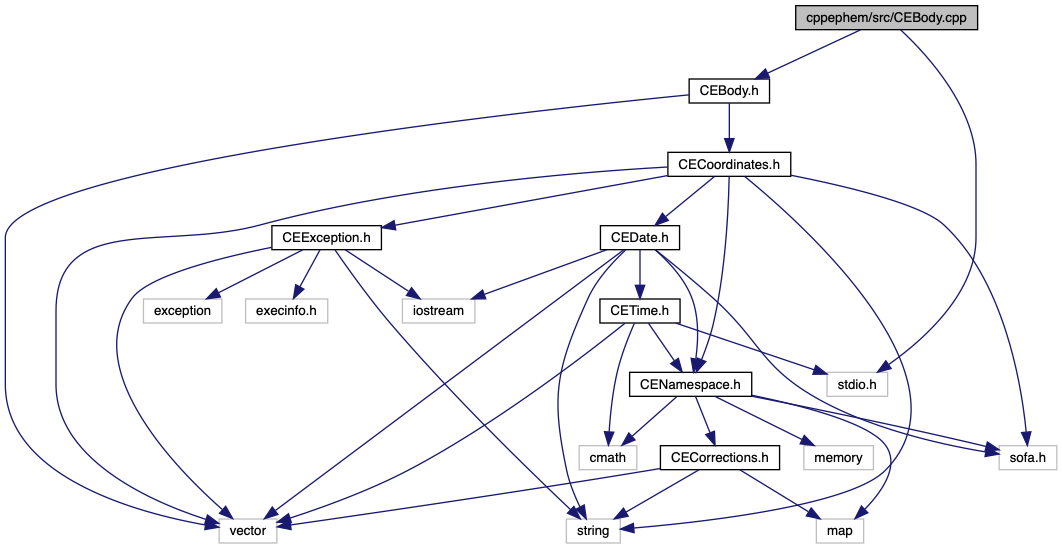 cppephem/src/CEBody.cpp
CEBody.h
CECoordinates.h
CEException.h
CEDate.h
exception
execinfo.h
iostream
CETime.h
stdio.h
CENamespace.h
cmath
CECorrections.h
memory
sofa.h
vector
string
map